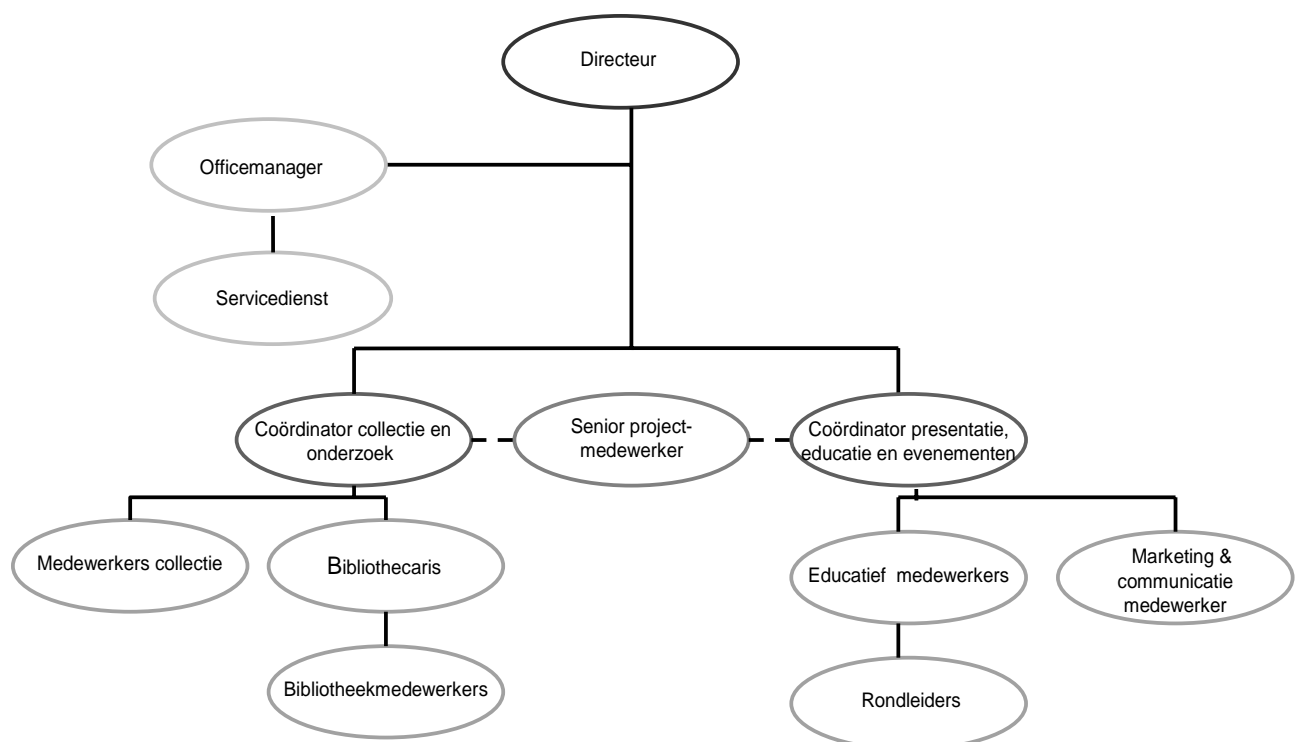 Directeur
Officemanager
Servicedienst
Coördinator collectie en
onderzoek
Senior project-
medewerker
Coördinator presentatie,
educatie en evenementen
Medewerkers collectie
Bibliothecaris
Educatief medewerkers
Marketing &
communicatie
medewerker
Bibliotheekmedewerkers
Rondleiders